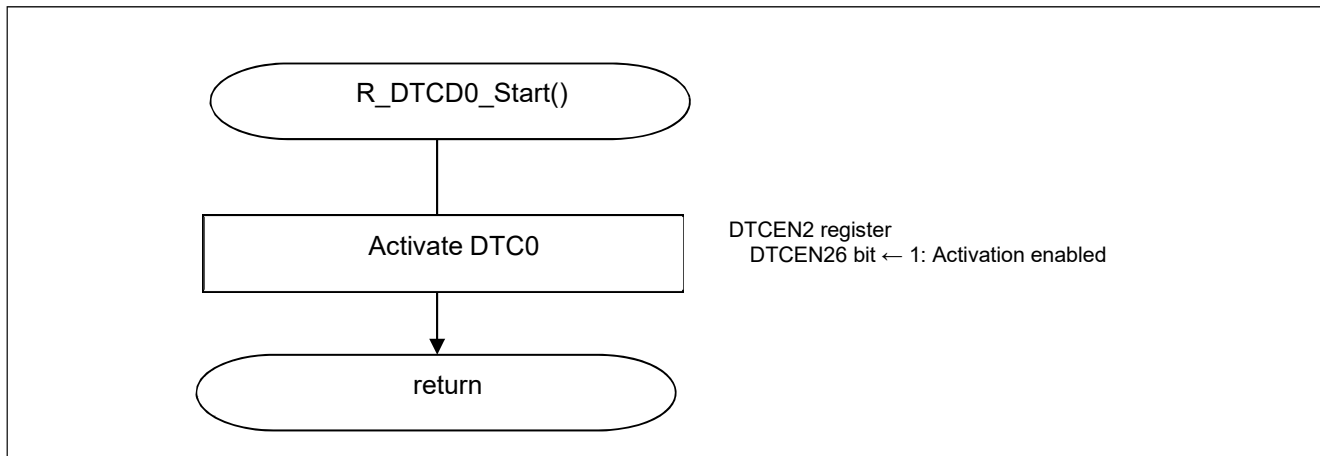 R_DTCD0_Start()
Activate DTC0
DTCEN2 register
DTCEN26 bit ← 1: Activation enabled
return